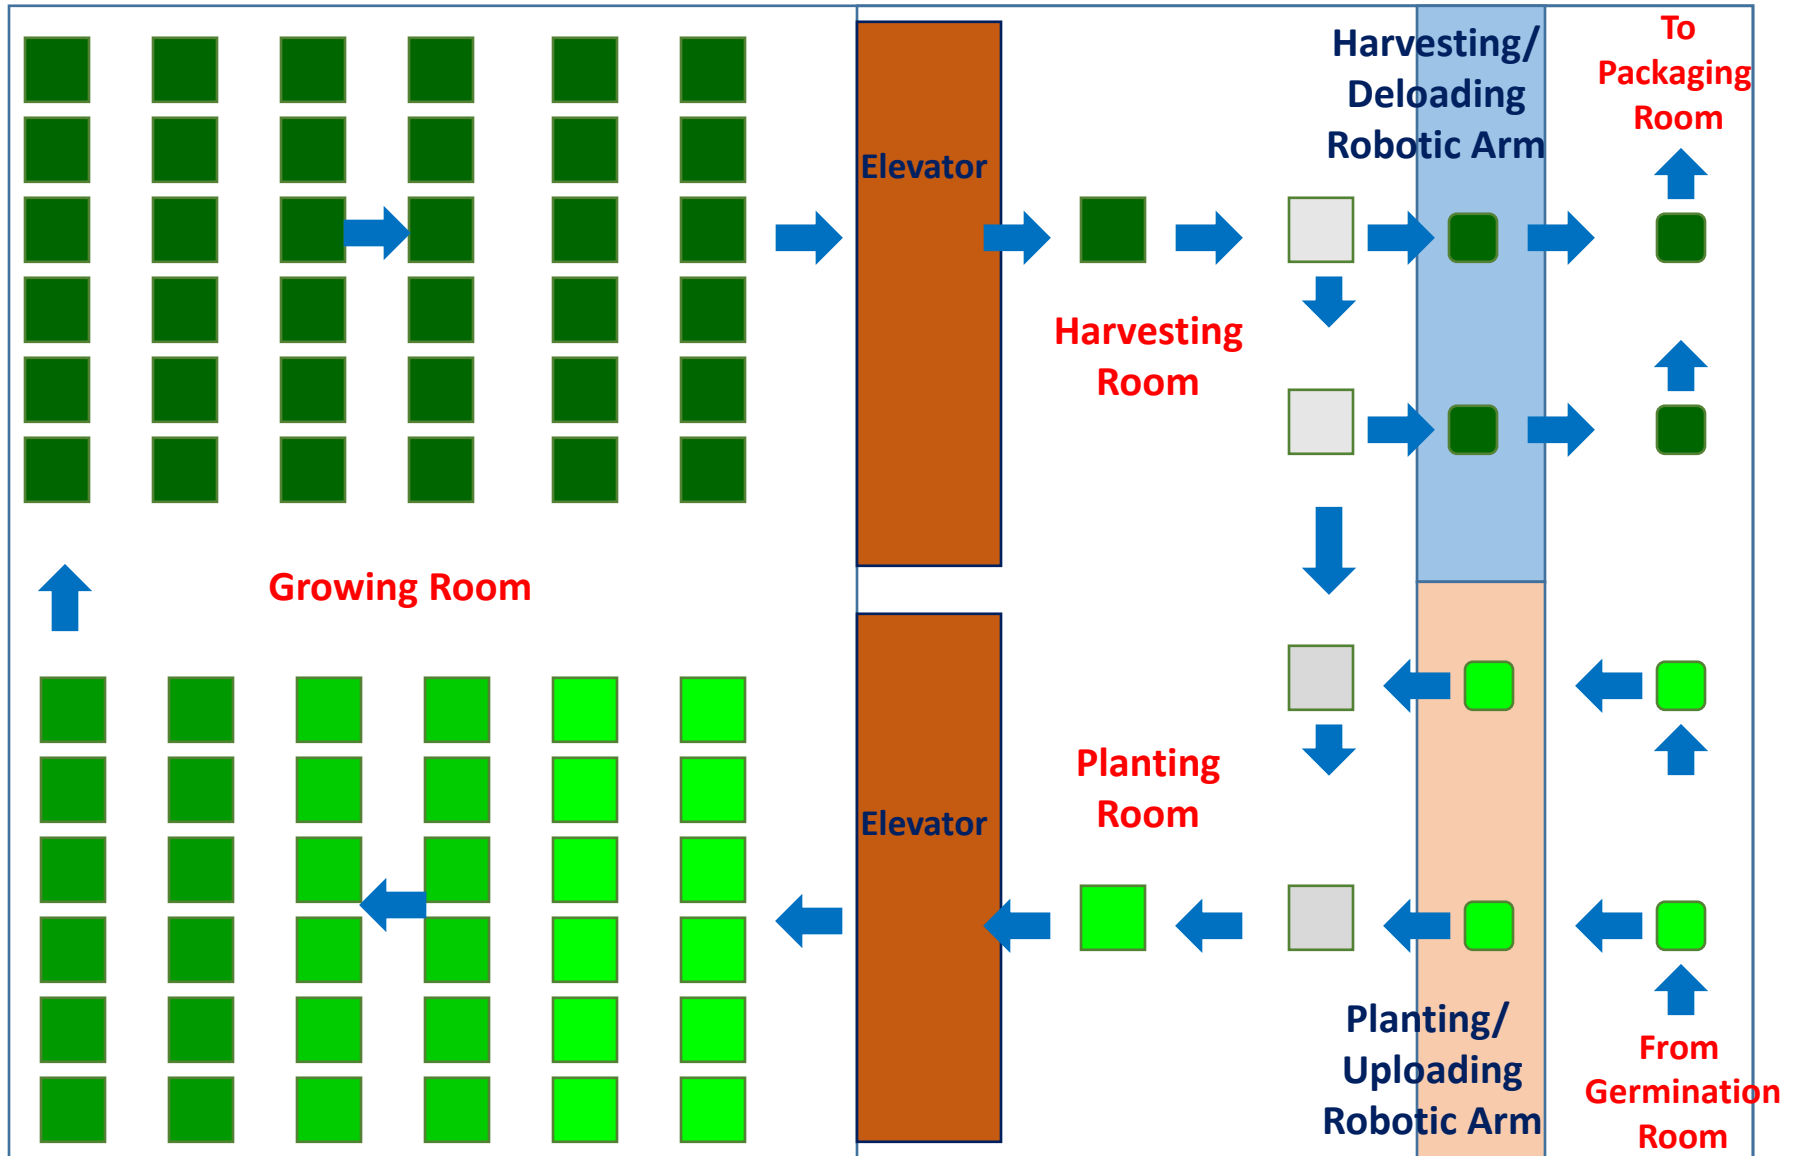 Harvesting/
Deloading
Robotic Arm
To
Packaging
Room
Elevator
Harvesting
Room
Growing Room
Planting
Room
Elevator
Planting/
Uploading
Robotic Arm
From
Germination
Room